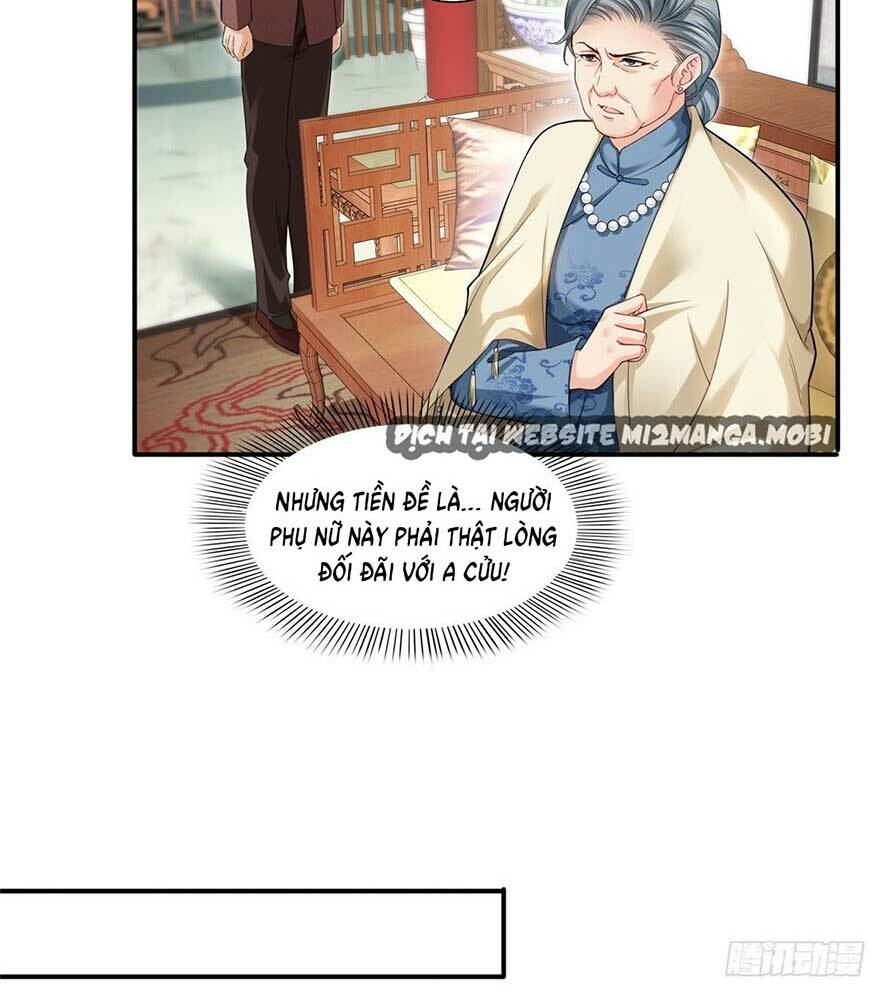 DỊCH TẠI WEBSITE MI2MANGA.MOBI
NHƯNG TIỀN ĐỀ LÀ... NGƯỜI
PHỤ NỮ NÀY PHẢI THẬT LÒNG
ĐỐI ĐÃI VỚI A CỬU!
腾讯动漫